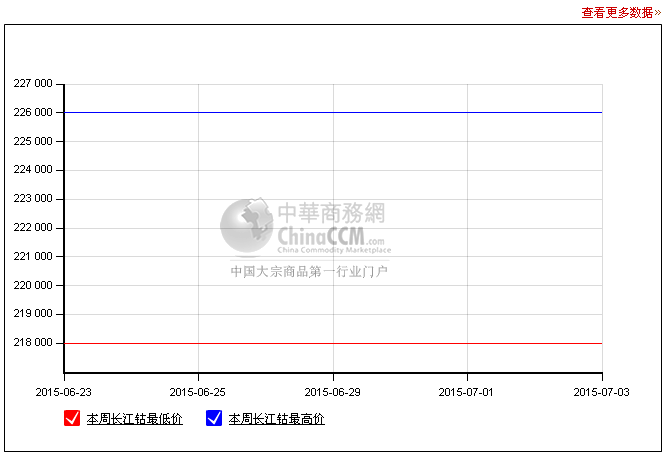 查看更多数据»
227 000
226 000
225 000
224 000
223 000
222 000
221 000
220 000
219 000
218 000
中華商務網
ChinaCCM.com
China Commodity Marketplace
中国大宗商品第一行业门户
2015-06-23 2015-06-25 2015-06-29 2015-07-01 2015-07-03
本周长江钴最低价 本周长江钴最高价